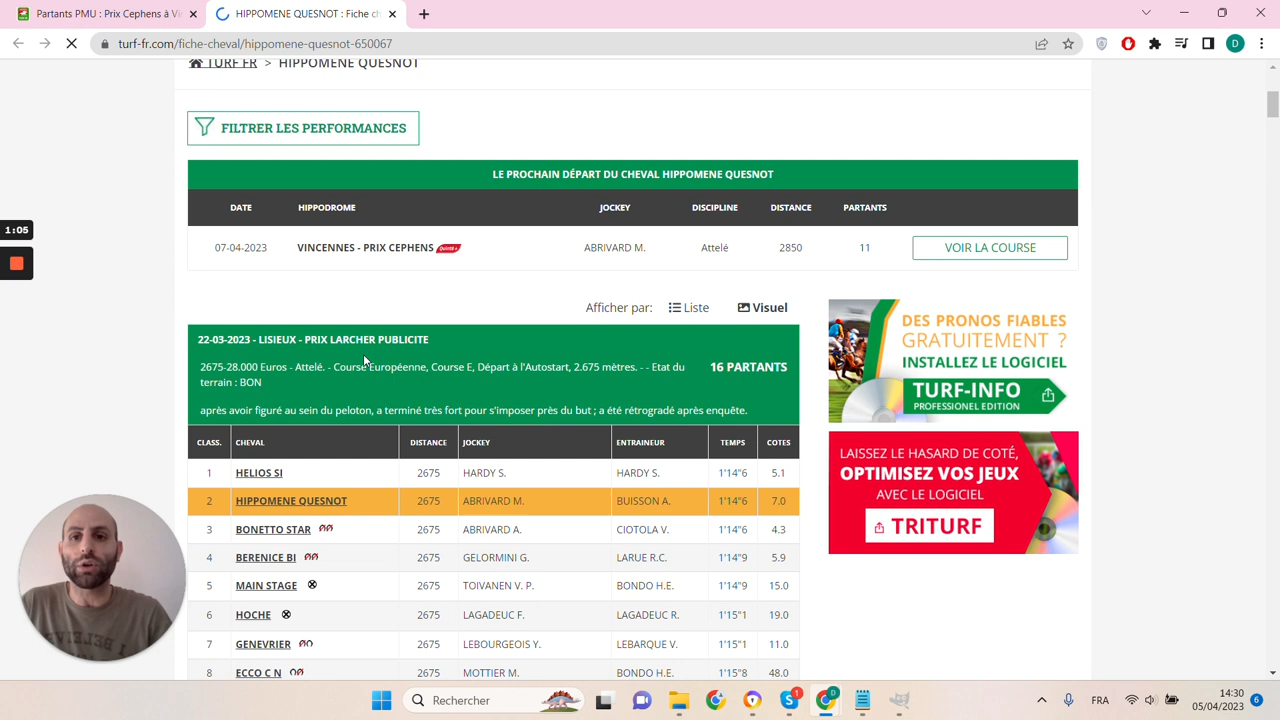 Partants PMU : Prix Cephens à Vi
HIPPOMENE QUESNOT : Fiche ch
turf-fr.com/fiche-cheval/hippomene-quesnot-650067
D
TURF FR > HIPPOMENE QUESNOT
FILTRER LES PERFORMANCES
LE PROCHAIN DÉPART DU CHEVAL HIPPOMENE QUESNOT
DATE HIPPODROME JOCKEY DISCIPLINE DISTANCE PARTANTS
07-04-2023 VINCENNES - PRIX CEPHENS Quinté+ ABRIVARD M. Attelé 2850 11 VOIR LA COURSE
1:05
Afficher par: Liste Visuel
22-03-2023 - LISIEUX - PRIX LARCHER PUBLICITE
2675-28.000 Euros - Attelé. - Course Européenne, Course E, Départ à l'Autostart, 2.675 mètres. - - Etat du
terrain : BON
16 PARTANTS
après avoir figuré au sein du peloton, a terminé très fort pour s'imposer près du but ; a été rétrogradé après enquête.
CLASS. CHEVAL DISTANCE JOCKEY ENTRAINEUR TEMPS COTES
1 HELIOS SI 2675 HARDY S. HARDY S. 1'14"6 5.1
2 HIPPOMENE QUESNOT 2675 ABRIVARD M. BUISSON A. 1'14"6 7.0
3 BONETTO STAR 2675 ABRIVARD A. CIOTOLA V. 1'14"6 4.3
4 BERENICE BI 2675 GELORMINI G. LARUE R.C. 1'14"9 5.9
5 MAIN STAGE 2675 TOIVANEN V. P. BONDO H.E. 1'14"9 15.0
6 HOCHE 2675 LAGADEUC F. LAGADEUC R. 1'15"1 19.0
7 GENEVRIER 2675 LEBOURGEOIS Y. LEBARQUE V. 1'15"1 11.0
8 ECCO C N 2675 MOTTIER M. BONDO H.E. 1'15"8 48.0
DES PRONOS FIABLES
GRATUITEMENT ?
INSTALLEZ LE LOGICIEL
TURF-INFO
PROFESSIONEL EDITION
LAISSEZ LE HASARD DE COTÉ,
OPTIMISEZ VOS JEUX
AVEC LE LOGICIEL
TRITURF
Rechercher
1
D
FRA
14:30
05/04/2023
6